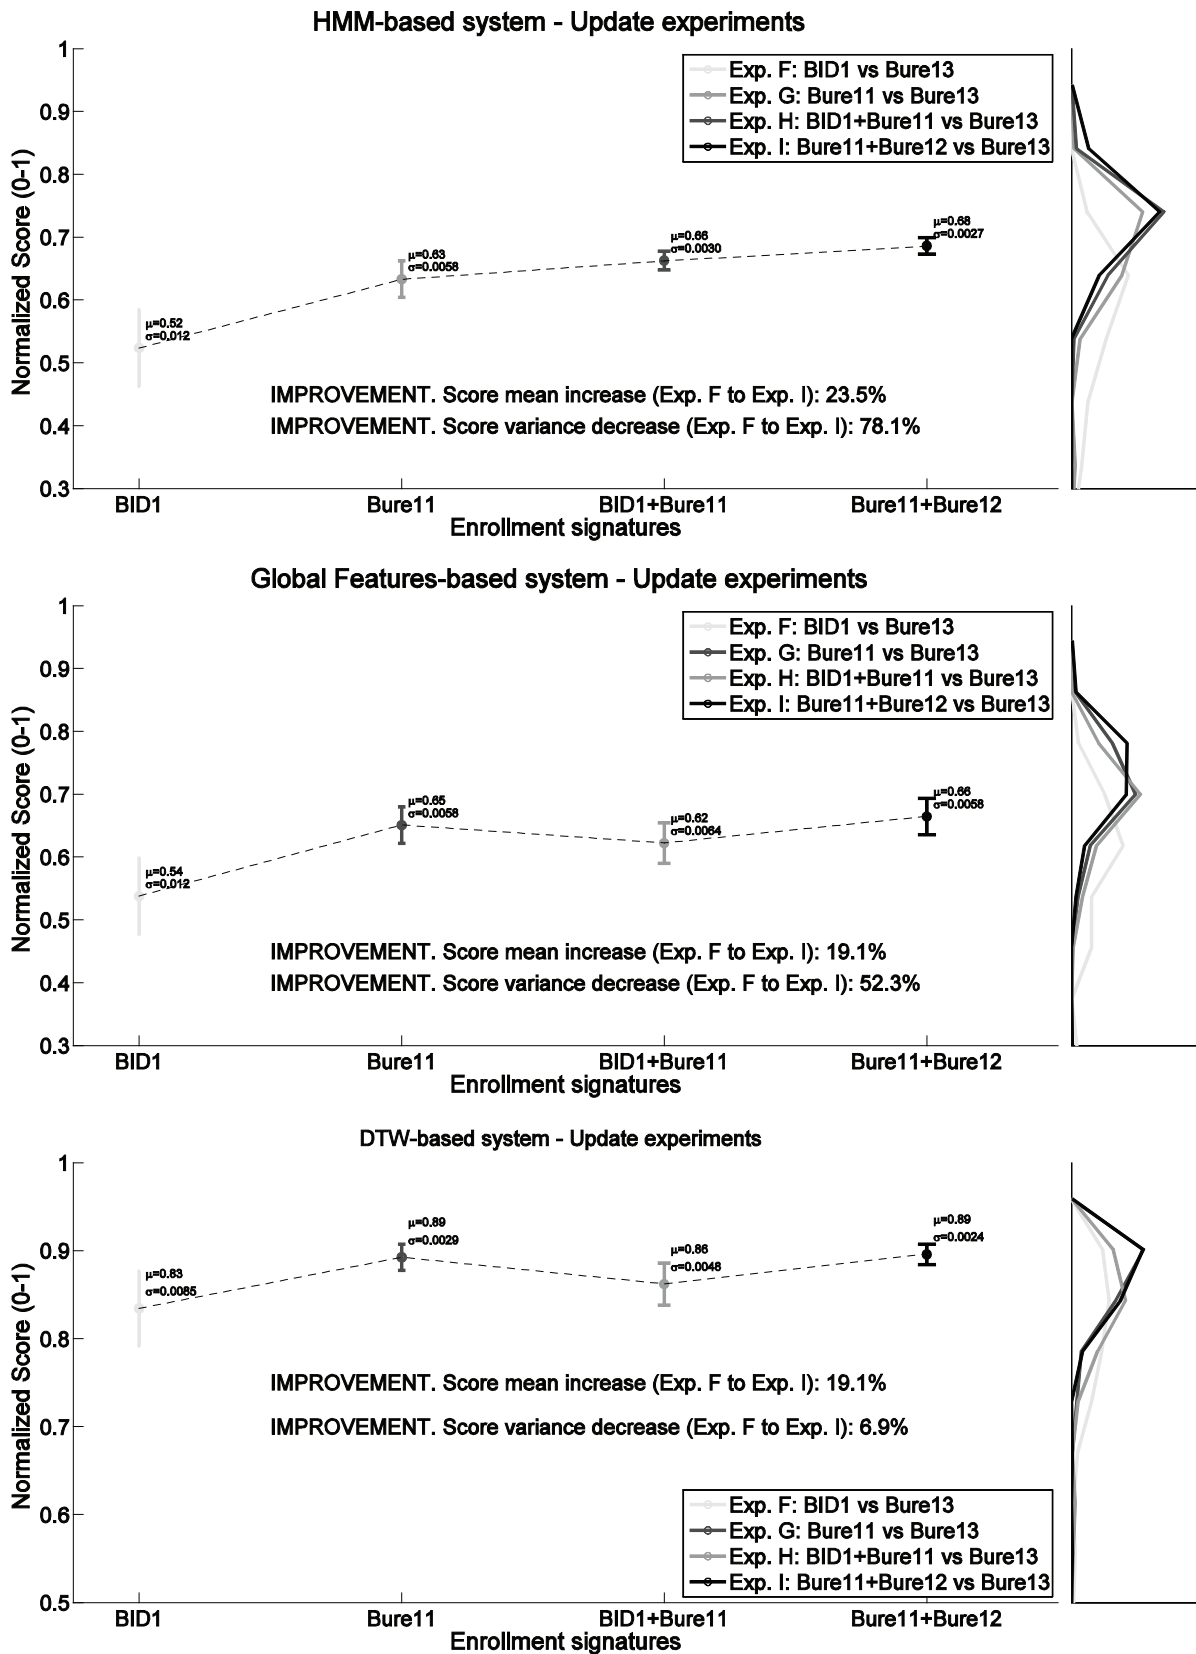 HMM-based system - Update experiments
1
0.9
0.8
0.7
0.6
0.5
0.4
0.3
Normalized Score (0-1)
Exp. F: BID1 vs Bure13
Exp. G: Bure11 vs Bure13
Exp. H: BID1+Bure11 vs Bure13
Exp. I: Bure11+Bure12 vs Bure13
μ=0.52
σ=0.012
μ=0.63
σ=0.0058
μ=0.66
σ=0.0030
μ=0.68
σ=0.0027
IMPROVEMENT. Score mean increase (Exp. F to Exp. I): 23.5%
IMPROVEMENT. Score variance decrease (Exp. F to Exp. I): 78.1%
BID1
Bure11
BID1+Bure11
Bure11+Bure12
Enrollment signatures
Global Features-based system - Update experiments
1
0.9
0.8
0.7
0.6
0.5
0.4
0.3
Normalized Score (0-1)
Exp. F: BID1 vs Bure13
Exp. G: Bure11 vs Bure13
Exp. H: BID1+Bure11 vs Bure13
Exp. I: Bure11+Bure12 vs Bure13
μ=0.54
σ=0.012
μ=0.65
σ=0.0058
μ=0.62
σ=0.0064
μ=0.66
σ=0.0058
IMPROVEMENT. Score mean increase (Exp. F to Exp. I): 19.1%
IMPROVEMENT. Score variance decrease (Exp. F to Exp. I): 52.3%
BID1
Bure11
BID1+Bure11
Bure11+Bure12
Enrollment signatures
DTW-based system - Update experiments
1
0.9
0.8
0.7
0.6
0.5
Normalized Score (0-1)
μ=0.83
σ=0.0085
μ=0.89
σ=0.0029
μ=0.86
σ=0.0048
μ=0.89
σ=0.0024
IMPROVEMENT. Score mean increase (Exp. F to Exp. I): 19.1%
IMPROVEMENT. Score variance decrease (Exp. F to Exp. I): 6.9%
Exp. F: BID1 vs Bure13
Exp. G: Bure11 vs Bure13
Exp. H: BID1+Bure11 vs Bure13
Exp. I: Bure11+Bure12 vs Bure13
BID1
Bure11
BID1+Bure11
Bure11+Bure12
Enrollment signatures